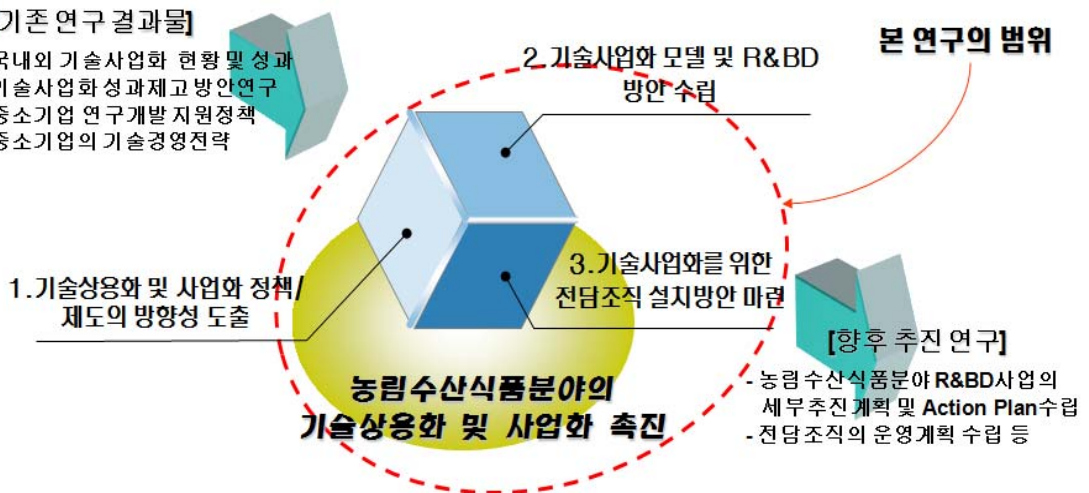 기존 연구 결과물]
국내외 기술사업화 현황 및 성과
기술사업화 성과제고 방안연구
중소기업 연구개발 지원정책
중소기업의 기술경영전략
2.기술사업화 모델 및 R&BD
방안 수립
본 연구의 범위
1.기술상용화 및 사업화 정책/
제도의 방향성 도출
3.기술사업화를 위한
전담조직 설치방안 마련
농림수산식품분야의
기술상용화 및 사업화 촉진
[향후 추진 연구]
- 농림수산식품분야 R&BD사업의
세부추진계획 및 Action Plan수립
- 전담조직의 운영계획 수립 등